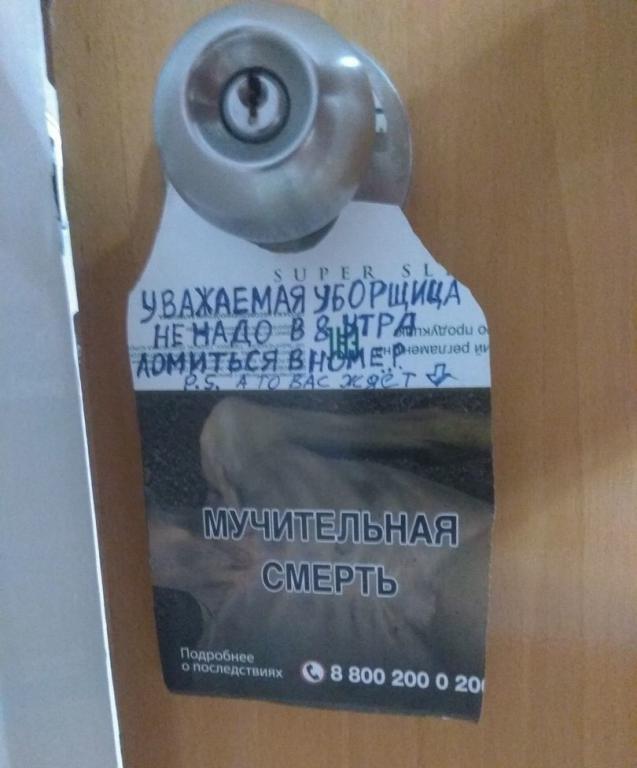 SUPER SL
УВАЖАЕМАЯ УБОРЩИЦА
НЕ НАДО В 8 УТРА
ЛОМИТЬСЯ В НОМЕР.
P.S. А ТО ВАС ЖДЁТ
МУЧИТЕЛЬНАЯ
СМЕРТЬ
Подробнее
о последствиях
8 800 200 0 20